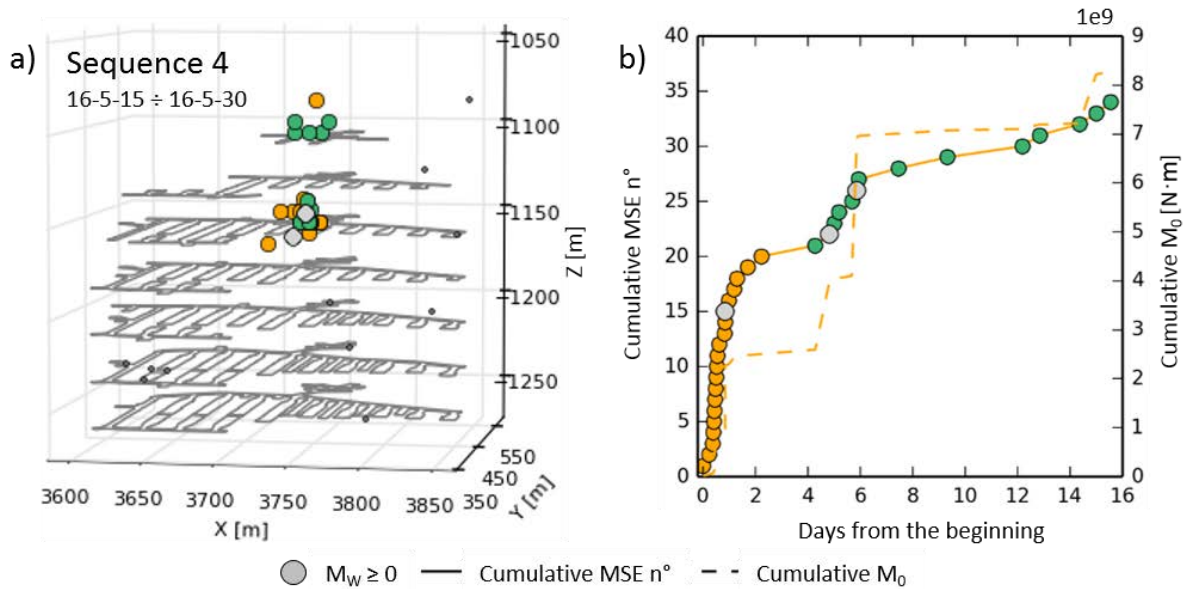 a)
Sequence 4
16-5-15 ÷ 16-5-30
1050
1100
1150
1200
1250
Z [m]
3600 3650 3700 3750 3800 3850
X [m]
350 450 550
Y [m]
b)
1e9
40
35
30
25
20
15
10
5
0
Cumulative MSE n°
9
8
7
6
5
4
3
2
1
0
Cumulative M₀ [N·m]
0 2 4 6 8 10 12 14 16
Days from the beginning
M_W ≥ 0 Cumulative MSE n° Cumulative M₀